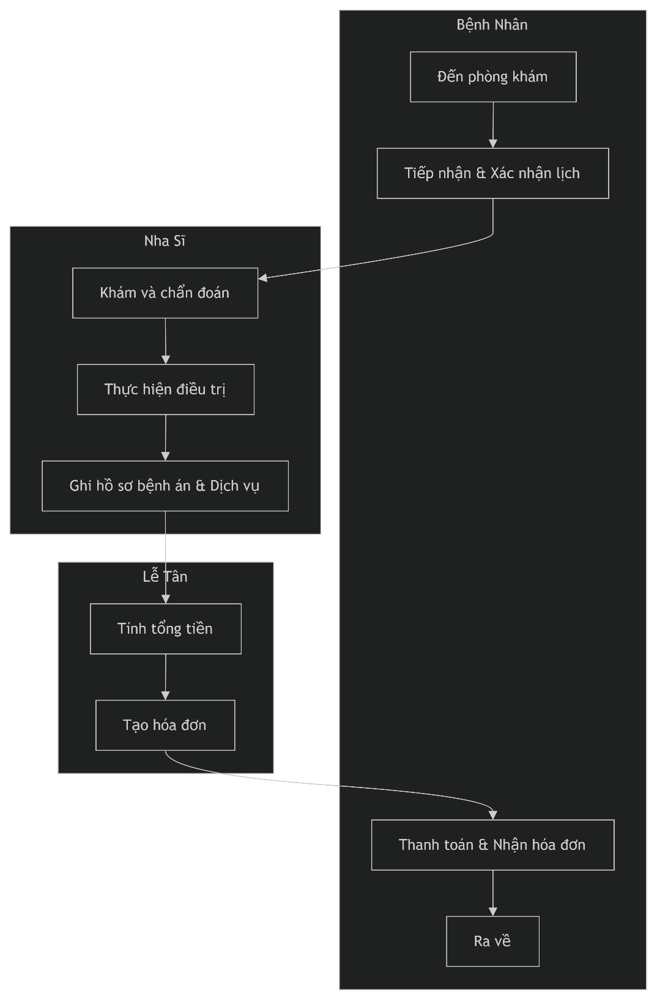 Bệnh Nhân
Đến phòng khám
Tiếp nhận & Xác nhận lịch
Nha Sĩ
Khám và chẩn đoán
Thực hiện điều trị
Ghi hồ sơ bệnh án & Dịch vụ
Lễ Tân
Tính tổng tiền
Tạo hóa đơn
Thanh toán & Nhận hóa đơn
Ra về